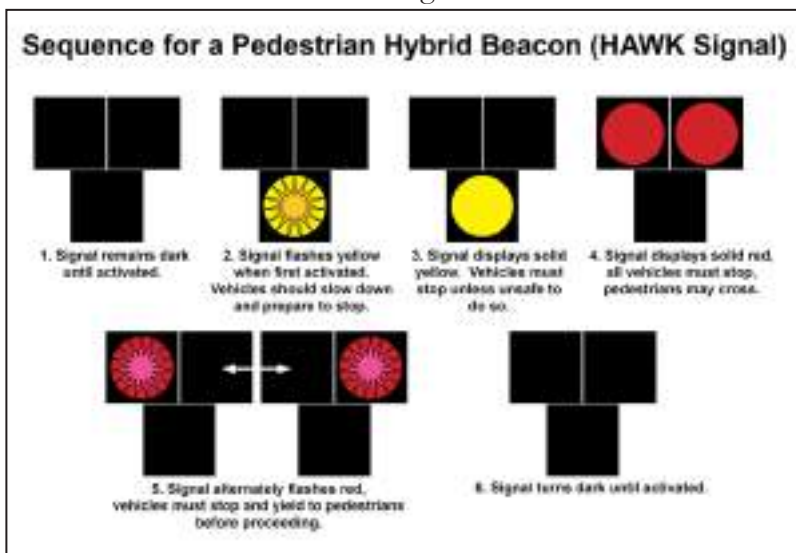 Sequence for a Pedestrian Hybrid Beacon (HAWK Signal)
1. Signal remains dark
until activated.
2. Signal flashes yellow
when first activated.
Vehicles should slow down
and prepare to stop.
3. Signal displays solid
yellow. Vehicles must
stop unless unsafe to
do so.
4. Signal displays solid red,
all vehicles must stop,
pedestrians may cross.
5. Signal alternately flashes red,
vehicles must stop and yield to pedestrians
before proceeding.
6. Signal turns dark until activated.